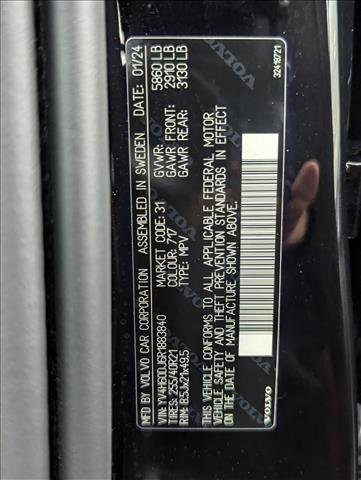 VOLVO CAR CORPORATION ASSEMBLED IN SWEDEN DATE: 01/24
VIN: YV4H60DJ6R1883840
TIRES: 255/40R21
RIM: 8.5Jx21x49.5
MARKET CODE: 31
COLOUR: 717
TYPE: MPV
GVWR: 5860 LB
GAWR FRONT: 2910 LB
GAWR REAR: 3130 LB
THIS VEHICLE CONFORMS TO ALL APPLICABLE FEDERAL MOTOR
VEHICLE SAFETY AND THEFT PREVENTION STANDARDS IN EFFECT
ON THE DATE OF MANUFACTURE SHOWN ABOVE.
VOLVO
32418721